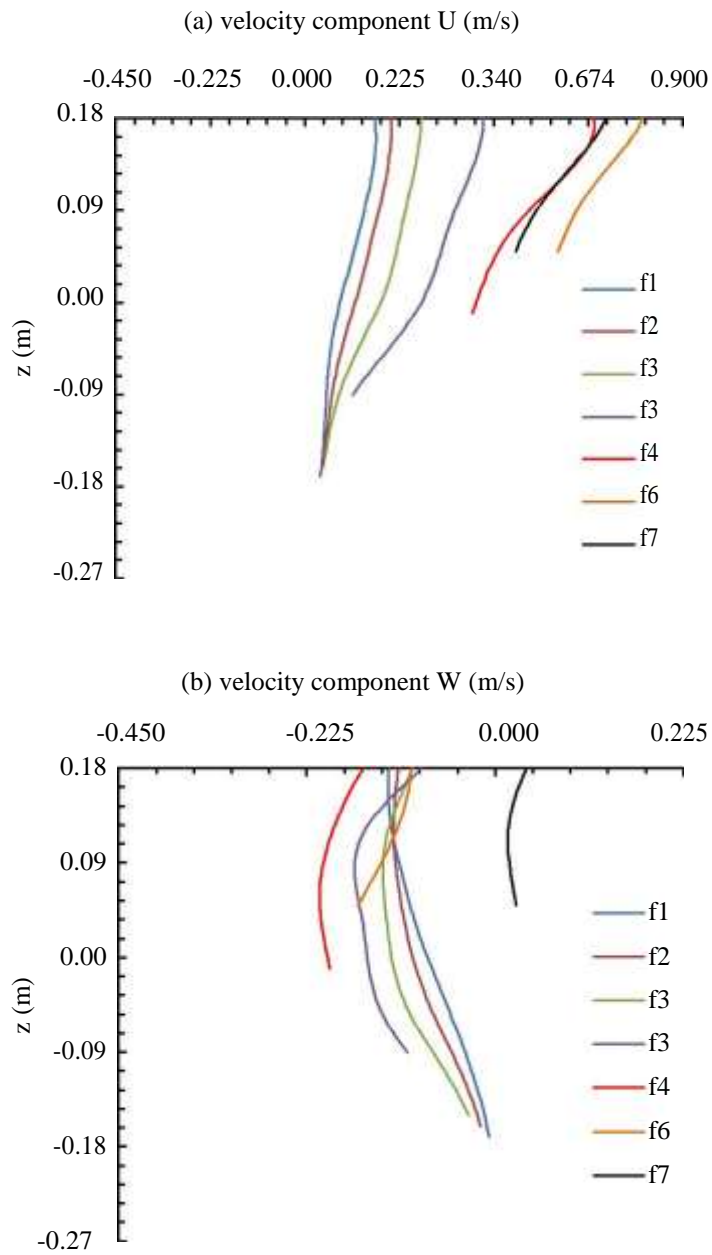 (a) velocity component U (m/s)
-0.450 -0.225 0.000 0.225 0.340 0.674 0.900
0.18
0.09
0.00
-0.09
-0.18
-0.27
z (m)
f1
f2
f3
f3
f4
f6
f7
(b) velocity component W (m/s)
-0.450 -0.225 0.000 0.225
0.18
0.09
0.00
-0.09
-0.18
-0.27
z (m)
f1
f2
f3
f3
f4
f6
f7